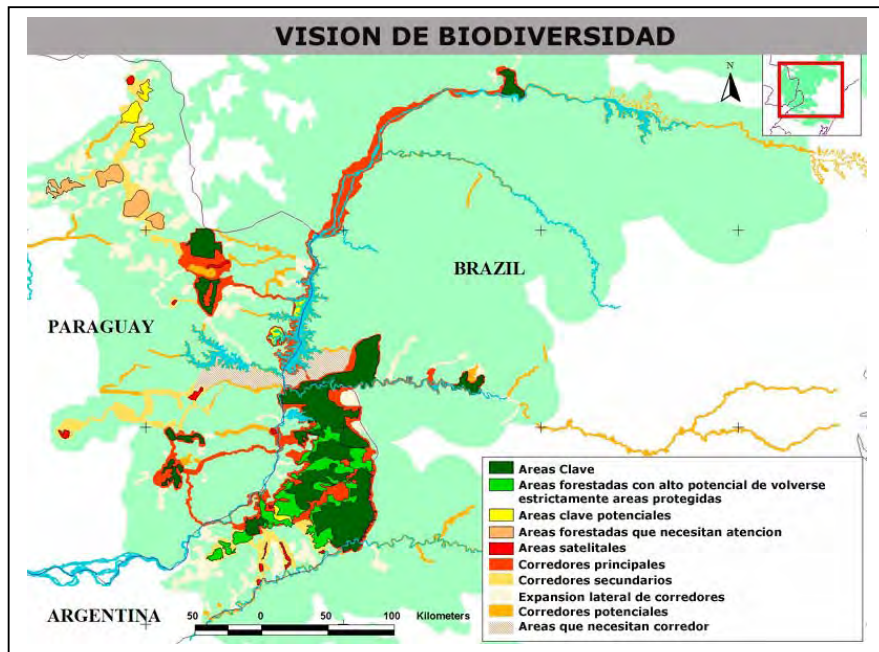 VISION DE BIODIVERSIDAD
N
BRAZIL
PARAGUAY
ARGENTINA
Areas Clave
Areas forestadas con alto potencial de volverse
estrictamente areas protegidas
Areas clave potenciales
Areas forestadas que necesitan atencion
Areas satelitales
Corredores principales
Corredores secundarios
Expansion lateral de corredores
Corredores potenciales
Areas que necesitan corredor
50 0 50 100 Kilometers